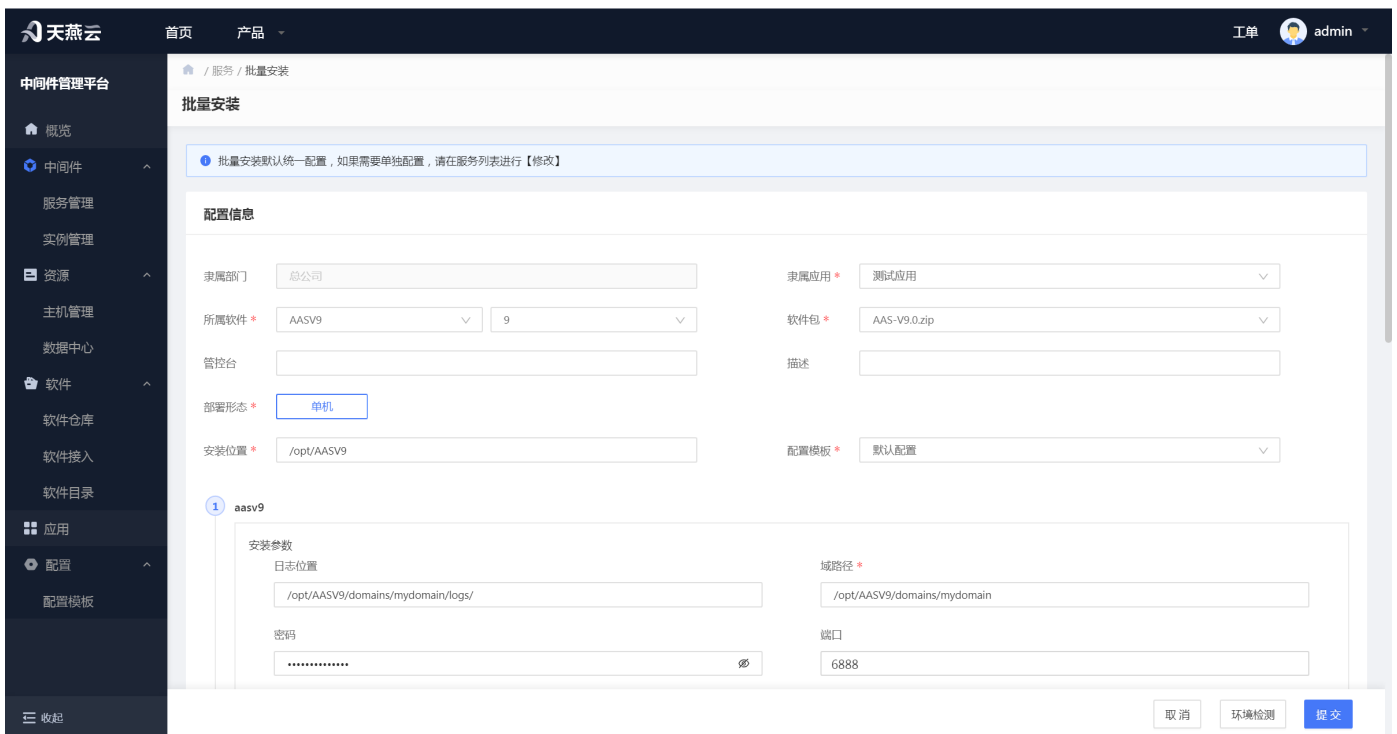 天燕云 首页 产品 工单 admin
中间件管理平台
概览
中间件
服务管理
实例管理
资源
主机管理
数据中心
软件
软件仓库
软件接入
软件目录
应用
配置
配置模板
收起
/ 服务 / 批量安装
批量安装
批量安装默认统一配置，如果需要单独配置，请在服务列表进行【修改】
配置信息
隶属部门 总公司 隶属应用 * 测试应用
所属软件 * AASV9 9 软件包 * AAS-V9.0.zip
管控台 描述
部署形态 * 单机
安装位置 * /opt/AASV9 配置模板 * 默认配置
1 aasv9
安装参数
日志位置 域路径 *
/opt/AASV9/domains/mydomain/logs/ /opt/AASV9/domains/mydomain
密码 端口
•••••••••••••• 6888
取消 环境检测 提交